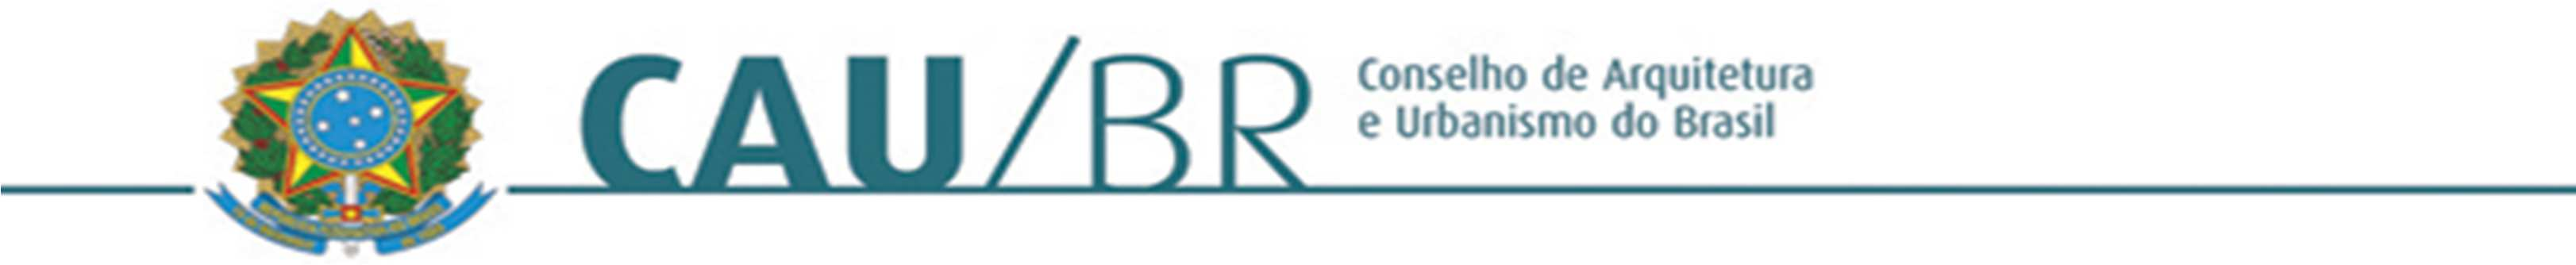 CAU/BR
Conselho de Arquitetura
e Urbanismo do Brasil